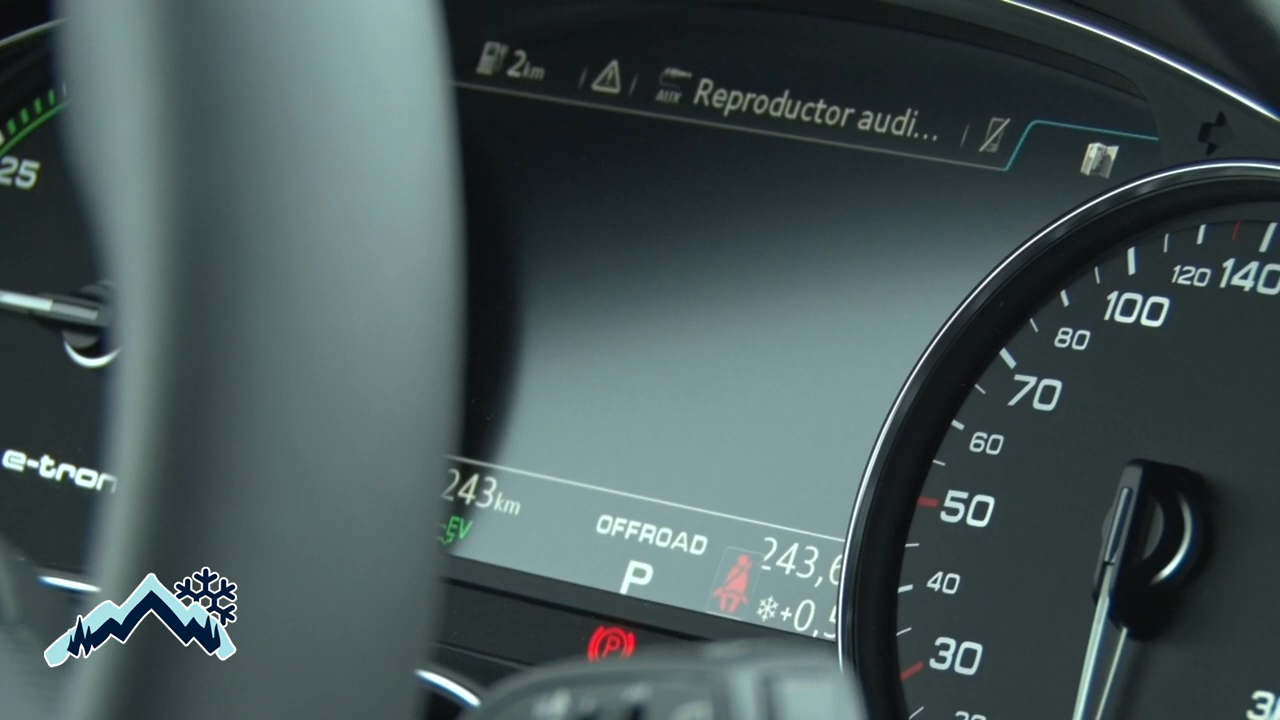 2km
AUX
Reproductor audi...
25
120 140
100
80
70
60
50
40
30
e-tron
243km
EV
OFFROAD
243,6
P
+0,5
P